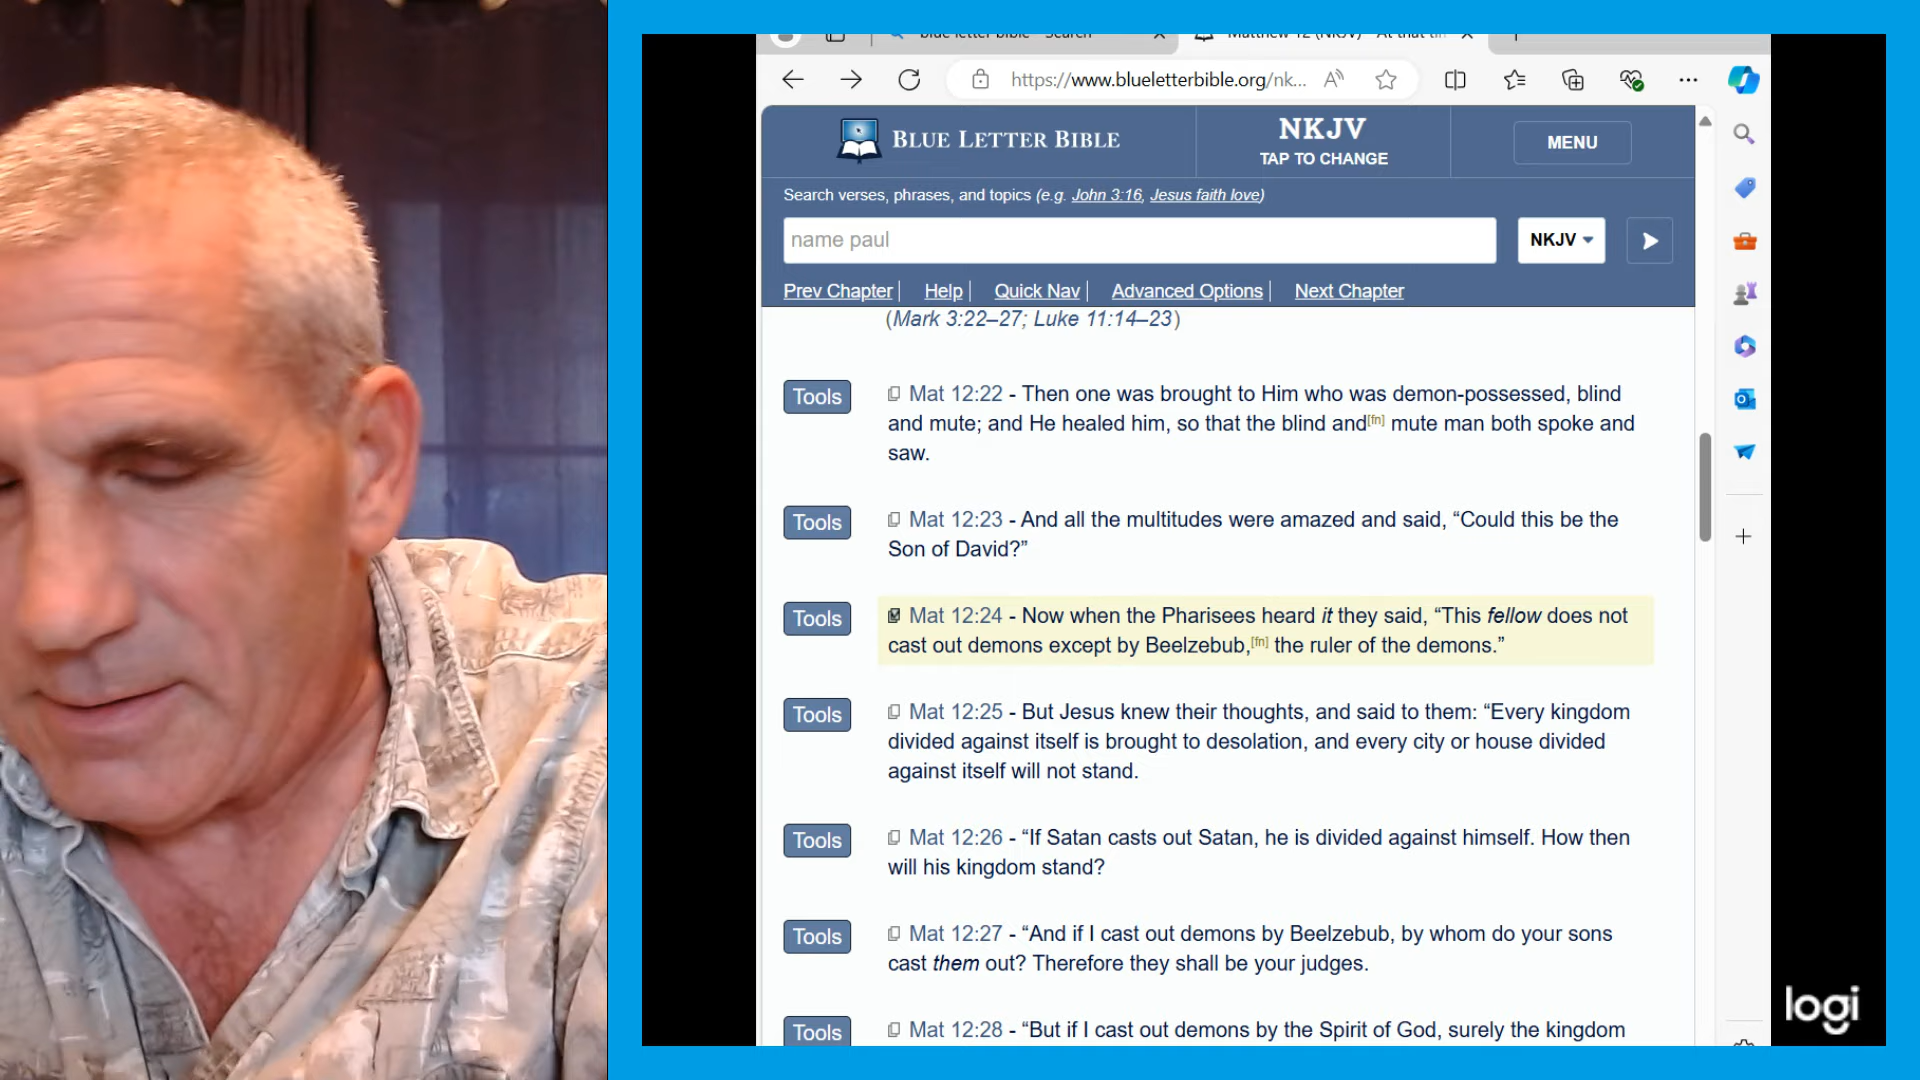 blue letter bible - Search
Matthew 12 (NKJV) - At that tim
https://www.blueletterbible.org/nk...
BLUE LETTER BIBLE
NKJV
TAP TO CHANGE
MENU
Search verses, phrases, and topics (e.g. John 3:16, Jesus faith love)
name paul
NKJV
Prev Chapter| Help| Quick Nav| Advanced Options| Next Chapter
(Mark 3:22–27; Luke 11:14–23)
Tools
Mat 12:22 - Then one was brought to Him who was demon-possessed, blind
and mute; and He healed him, so that the blind and[fn] mute man both spoke and
saw.
Tools
Mat 12:23 - And all the multitudes were amazed and said, “Could this be the
Son of David?”
Tools
Mat 12:24 - Now when the Pharisees heard it they said, “This fellow does not
cast out demons except by Beelzebub,[fn] the ruler of the demons.”
Tools
Mat 12:25 - But Jesus knew their thoughts, and said to them: “Every kingdom
divided against itself is brought to desolation, and every city or house divided
against itself will not stand.
Tools
Mat 12:26 - “If Satan casts out Satan, he is divided against himself. How then
will his kingdom stand?
Tools
Mat 12:27 - “And if I cast out demons by Beelzebub, by whom do your sons
cast them out? Therefore they shall be your judges.
Tools
Mat 12:28 - “But if I cast out demons by the Spirit of God, surely the kingdom
logi